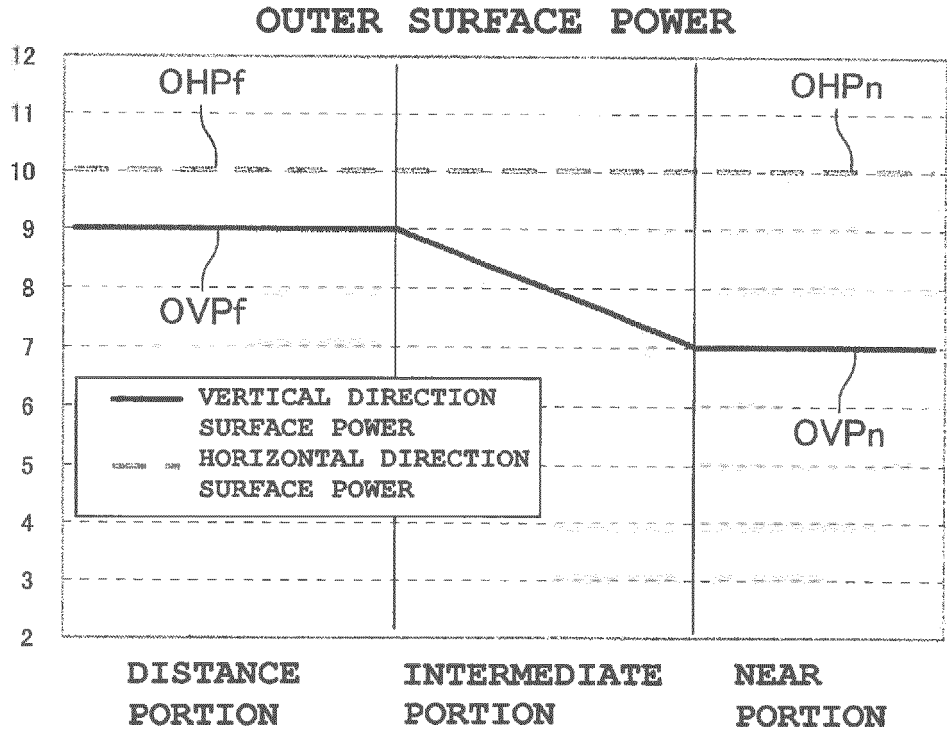 OUTER SURFACE POWER
12
OHPf
OHPn
11
10
9
OVPf
8
7
VERTICAL DIRECTION
SURFACE POWER
HORIZONTAL DIRECTION
SURFACE POWER
OVPn
6
5
4
3
2
DISTANCE
PORTION
INTERMEDIATE
PORTION
NEAR
PORTION